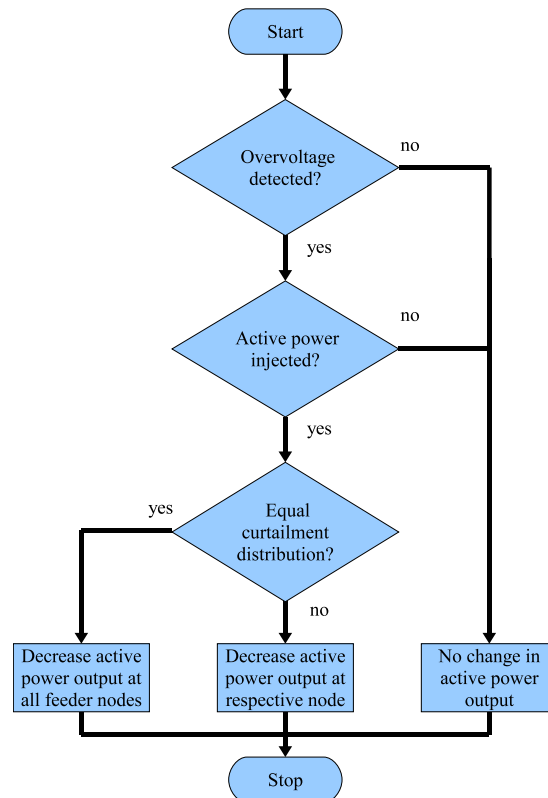 Start
Overvoltage
detected?
no
yes
Active power
injected?
no
yes
Equal
curtailment
distribution?
yes
no
Decrease active
power output at
all feeder nodes
Decrease active
power output at
respective node
No change in
active power
output
Stop